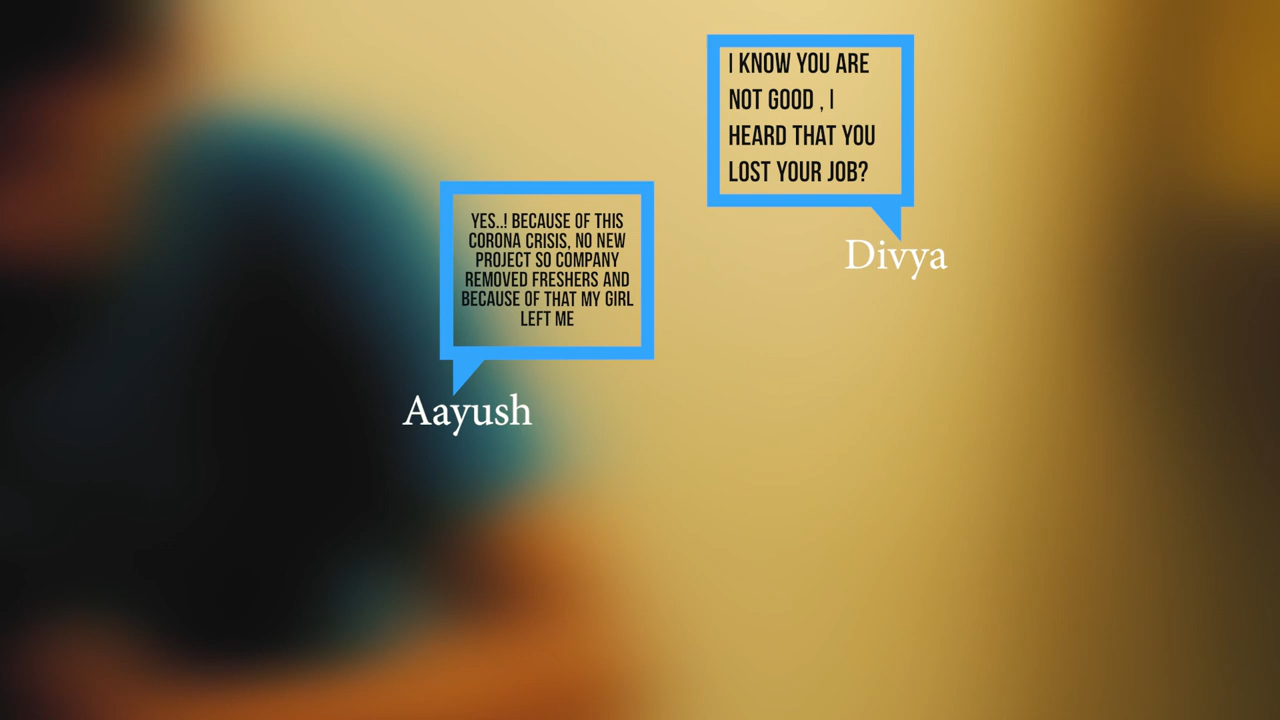 I KNOW YOU ARE
NOT GOOD , I
HEARD THAT YOU
LOST YOUR JOB?
Divya
YES..! BECAUSE OF THIS
CORONA CRISIS, NO NEW
PROJECT SO COMPANY
REMOVED FRESHERS AND
BECAUSE OF THAT MY GIRL
LEFT ME
Aayush